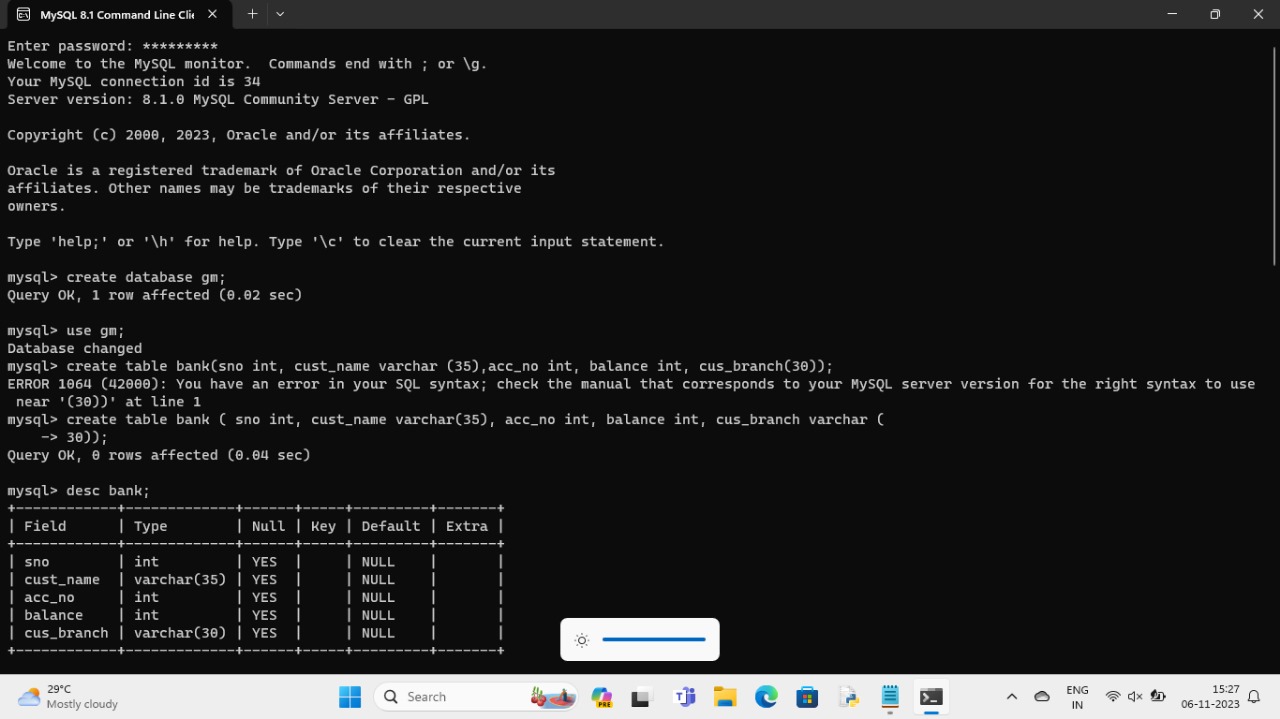 MySQL 8.1 Command Line Clie
Enter password: *********
Welcome to the MySQL monitor.  Commands end with ; or \g.
Your MySQL connection id is 34
Server version: 8.1.0 MySQL Community Server - GPL
Copyright (c) 2000, 2023, Oracle and/or its affiliates.
Oracle is a registered trademark of Oracle Corporation and/or its
affiliates. Other names may be trademarks of their respective
owners.
Type 'help;' or '\h' for help. Type '\c' to clear the current input statement.
mysql> create database gm;
Query OK, 1 row affected (0.02 sec)
mysql> use gm;
Database changed
mysql> create table bank(sno int, cust_name varchar (35),acc_no int, balance int, cus_branch(30));
ERROR 1064 (42000): You have an error in your SQL syntax; check the manual that corresponds to your MySQL server version for the right syntax to use
 near '(30))' at line 1
mysql> create table bank ( sno int, cust_name varchar(35), acc_no int, balance int, cus_branch varchar (
    -> 30));
Query OK, 0 rows affected (0.04 sec)
mysql> desc bank;
+------------+-------------+------+-----+---------+-------+
| Field      | Type        | Null | Key | Default | Extra |
+------------+-------------+------+-----+---------+-------+
| sno        | int         | YES  |     | NULL    |       |
| cust_name  | varchar(35) | YES  |     | NULL    |       |
| acc_no     | int         | YES  |     | NULL    |       |
| balance    | int         | YES  |     | NULL    |       |
| cus_branch | varchar(30) | YES  |     | NULL    |       |
+------------+-------------+------+-----+---------+-------+
29°C
Mostly cloudy
Search
PRE
ENG
IN
15:27
06-11-2023